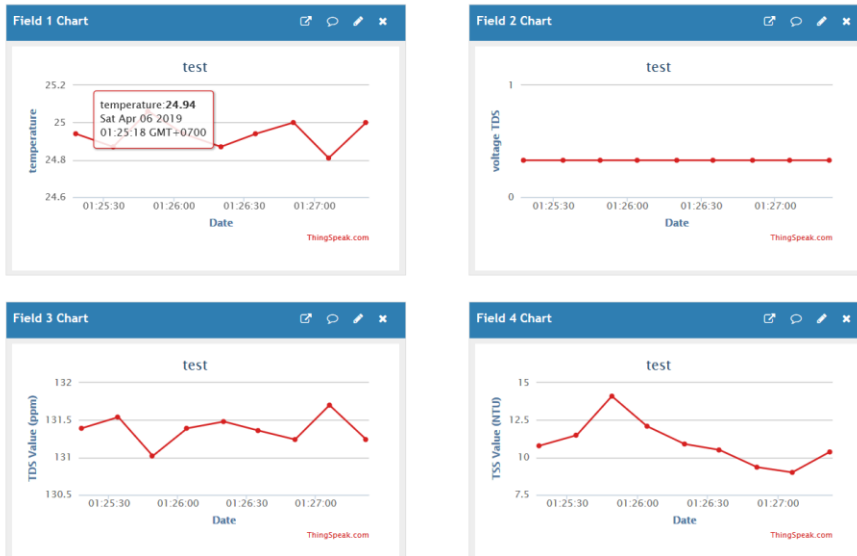 Field 1 Chart
test
25.2
25
24.8
24.6
temperature
temperature:24.94
Sat Apr 06 2019
01:25:18 GMT+0700
01:25:30 01:26:00 01:26:30 01:27:00
Date
ThingSpeak.com
Field 2 Chart
test
1
0
voltage TDS
01:25:30 01:26:00 01:26:30 01:27:00
Date
ThingSpeak.com
Field 3 Chart
test
132
131.5
131
130.5
TDS Value (ppm)
01:25:30 01:26:00 01:26:30 01:27:00
Date
ThingSpeak.com
Field 4 Chart
test
15
12.5
10
7.5
TSS Value (NTU)
01:25:30 01:26:00 01:26:30 01:27:00
Date
ThingSpeak.com